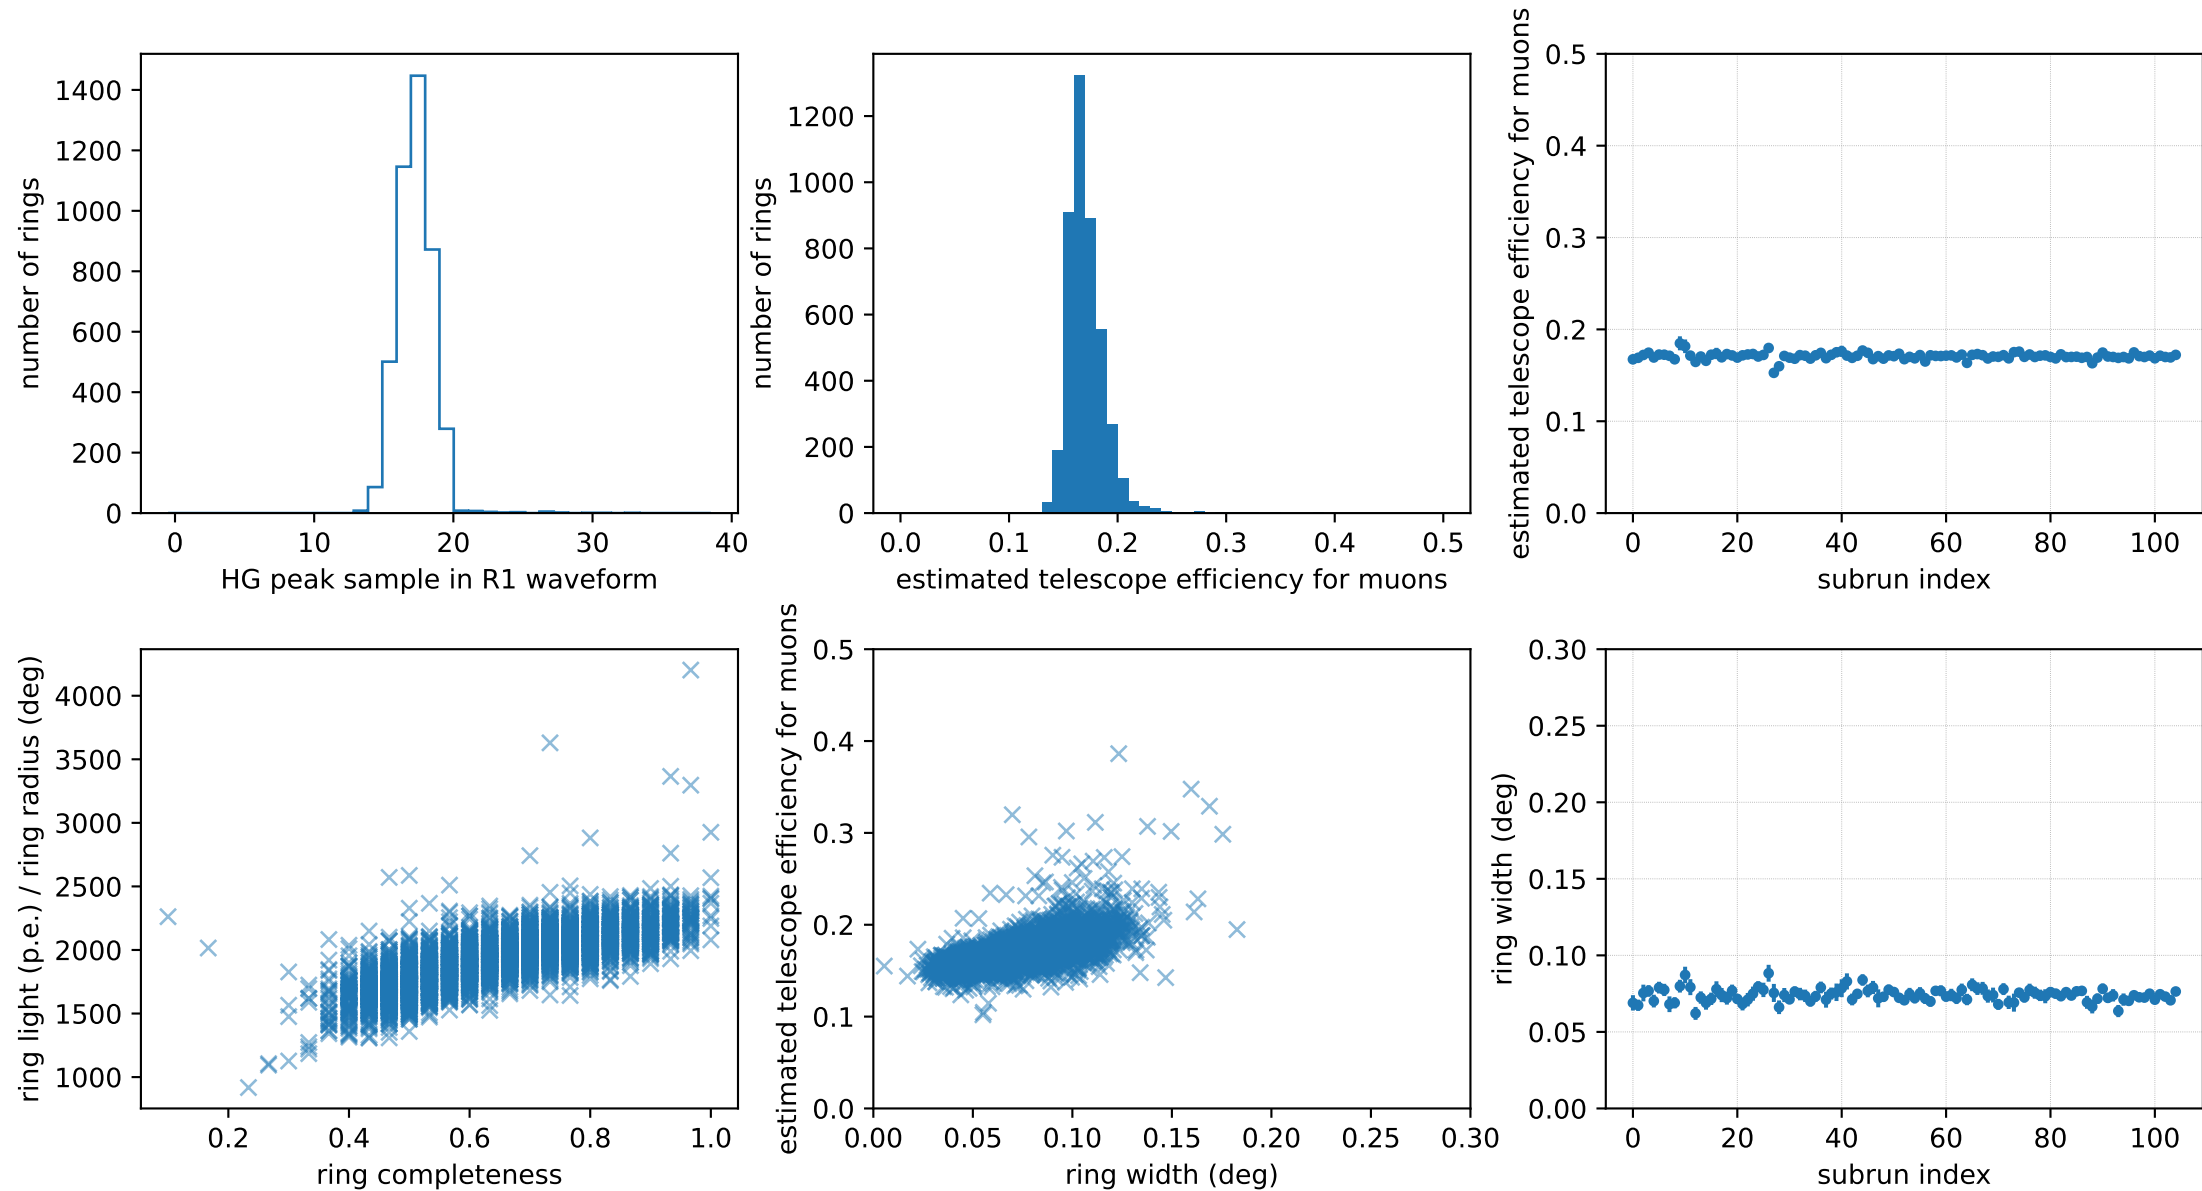 number of rings
1400
1200
1000
800
600
400
200
0
0 10 20 30 40
HG peak sample in R1 waveform
number of rings
1200
1000
800
600
400
200
0
0.0 0.1 0.2 0.3 0.4 0.5
estimated telescope efficiency for muons
estimated telescope efficiency for muons
0.5
0.4
0.3
0.2
0.1
0.0
0 20 40 60 80 100
subrun index
ring light (p.e.) / ring radius (deg)
4000
3500
3000
2500
2000
1500
1000
0.2 0.4 0.6 0.8 1.0
ring completeness
estimated telescope efficiency for muons
0.5
0.4
0.3
0.2
0.1
0.0
0.00 0.05 0.10 0.15 0.20 0.25 0.30
ring width (deg)
ring width (deg)
0.30
0.25
0.20
0.15
0.10
0.05
0.00
0 20 40 60 80 100
subrun index